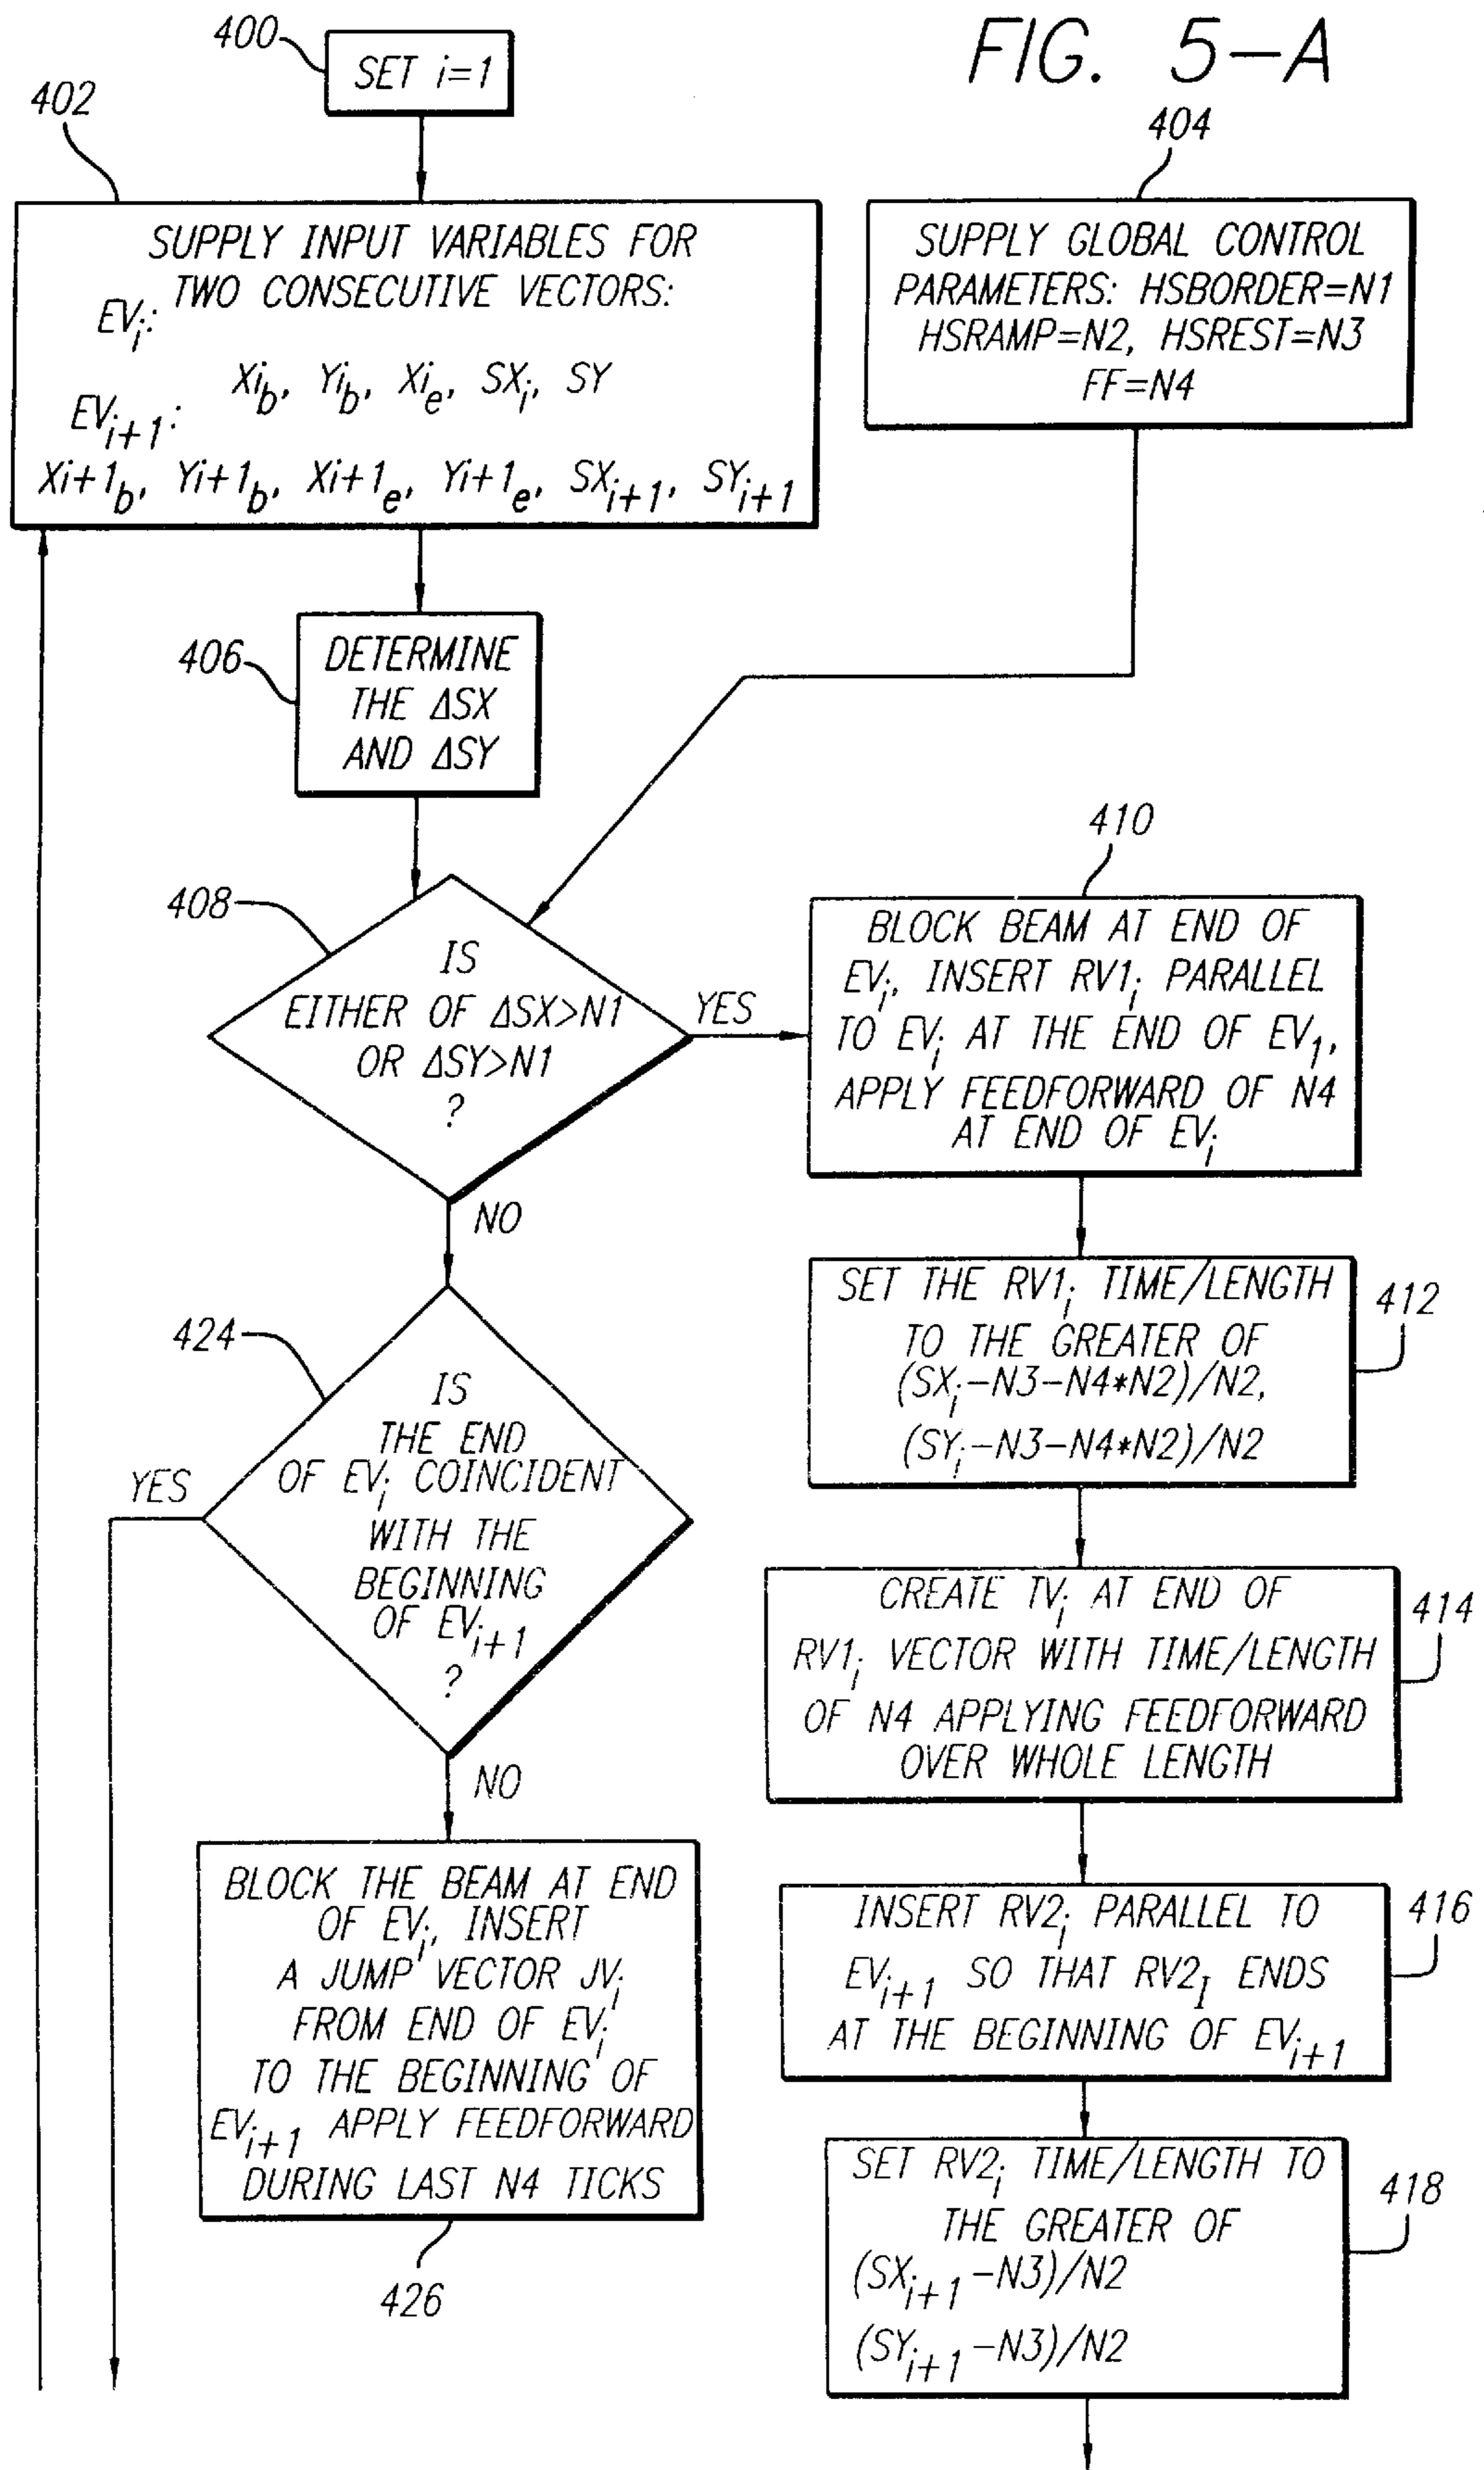 FIG. 5-A
400
SET i=1
402
SUPPLY INPUT VARIABLES FOR
TWO CONSECUTIVE VECTORS:
EVi:
Xib, Yib, Xie, SXi, SY
EVi+1:
Xi+1b, Yi+1b, Xi+1e, Yi+1e, SXi+1, SYi+1
404
SUPPLY GLOBAL CONTROL
PARAMETERS: HSBORDER=N1
HSRAMP=N2, HSREST=N3
FF=N4
406
DETERMINE
THE ΔSX
AND ΔSY
408
IS
EITHER OF ΔSX>N1
OR ΔSY>N1
?
YES
NO
410
BLOCK BEAM AT END OF
EVi, INSERT RV1i PARALLEL
TO EVi AT THE END OF EV1,
APPLY FEEDFORWARD OF N4
AT END OF EVi
412
SET THE RV1i TIME/LENGTH
TO THE GREATER OF
(SXi-N3-N4*N2)/N2,
(SYi-N3-N4*N2)/N2
414
CREATE TVi AT END OF
RV1i VECTOR WITH TIME/LENGTH
OF N4 APPLYING FEEDFORWARD
OVER WHOLE LENGTH
416
INSERT RV2i PARALLEL TO
EVi+1 SO THAT RV2I ENDS
AT THE BEGINNING OF EVi+1
418
SET RV2i TIME/LENGTH TO
THE GREATER OF
(SXi+1-N3)/N2
(SYi+1-N3)/N2
424
IS
THE END
OF EVi COINCIDENT
WITH THE
BEGINNING
OF EVi+1
?
YES
NO
BLOCK THE BEAM AT END
OF EVi, INSERT
A JUMP VECTOR JVi
FROM END OF EVi
TO THE BEGINNING OF
EVi+1 APPLY FEEDFORWARD
DURING LAST N4 TICKS
426